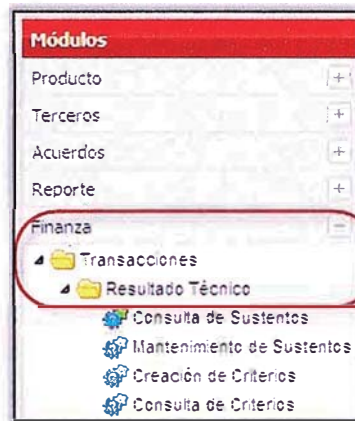 Módulos
Producto
Terceros
Acuerdos
Reporte
Finanza
Transacciones
Resultado Técnico
Consulta de Sustentos
Mantenimiento de Sustentos
Creación de Criterios
Consulta de Criterios